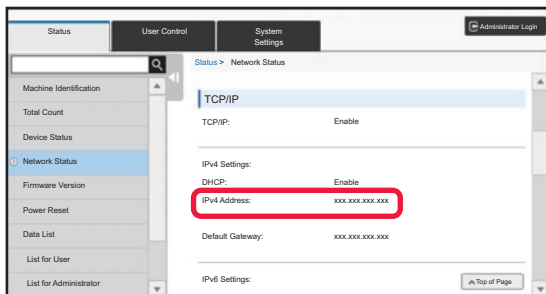 Status
User Control
System
Settings
Administrator Login
Status > Network Status
Machine Identification
Total Count
Device Status
Network Status
Firmware Version
Power Reset
Data List
List for User
List for Administrator
TCP/IP
TCP/IP: Enable
IPv4 Settings:
DHCP: Enable
IPv4 Address: xxx.xxx.xxx.xxx
Default Gateway: xxx.xxx.xxx.xxx
IPv6 Settings:
Top of Page